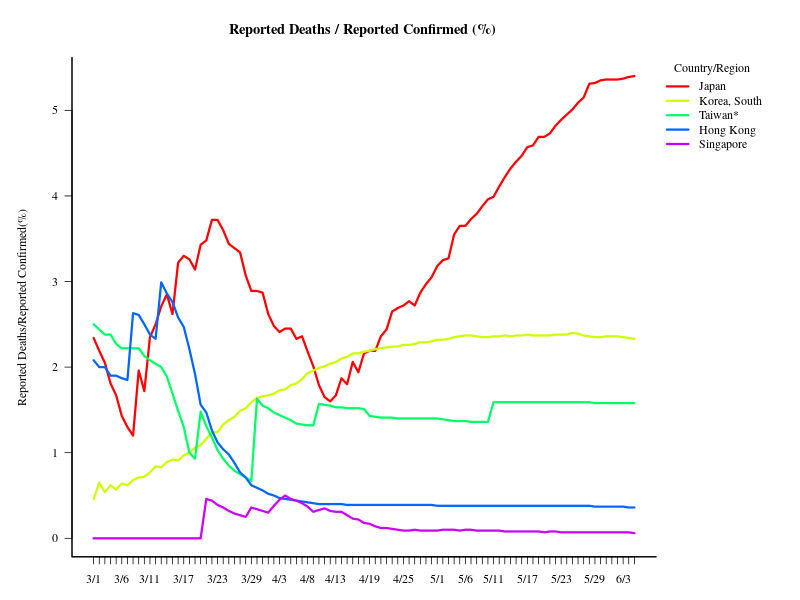 Reported Deaths / Reported Confirmed (%)
Country/Region
Japan
Korea, South
Taiwan*
Hong Kong
Singapore
Reported Deaths/Reported Confirmed(%)
5
4
3
2
1
0
3/1 3/6 3/11 3/17 3/23 3/29 4/3 4/8 4/13 4/19 4/25 5/1 5/6 5/11 5/17 5/23 5/29 6/3